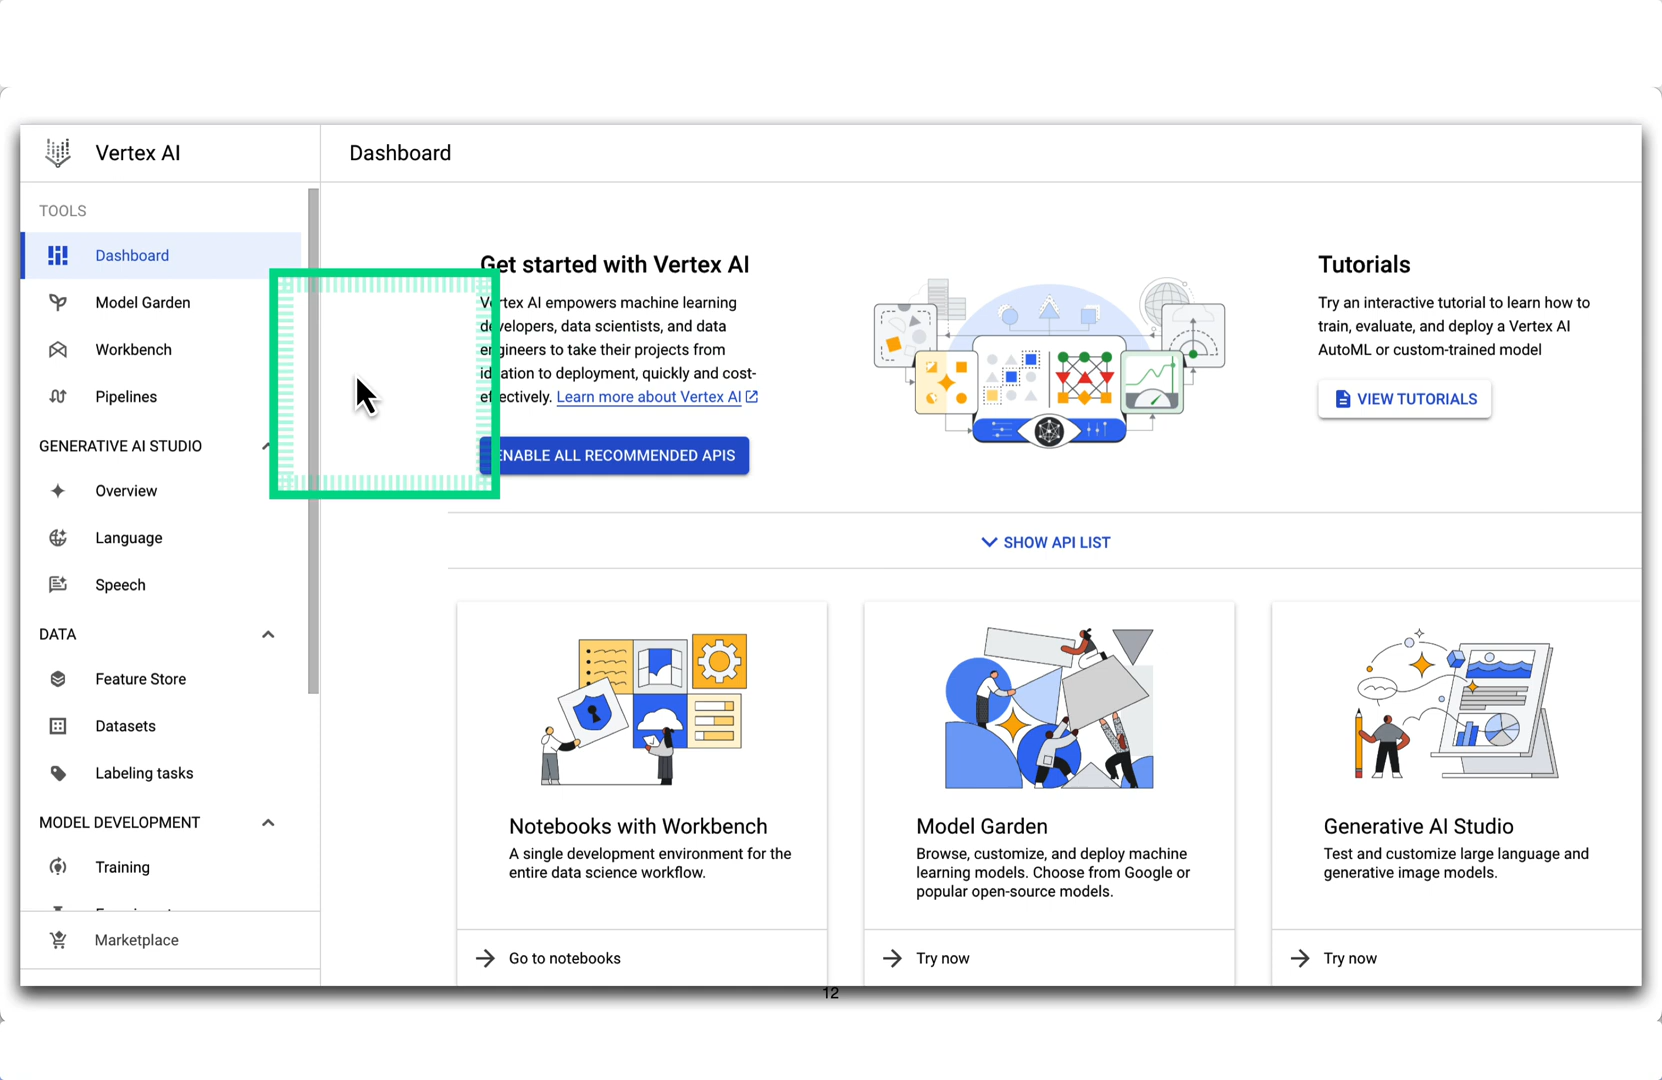 Vertex AI
Dashboard
TOOLS
Dashboard
Model Garden
Workbench
Pipelines
GENERATIVE AI STUDIO
Overview
Language
Speech
DATA
Feature Store
Datasets
Labeling tasks
MODEL DEVELOPMENT
Training
Marketplace
Get started with Vertex AI
Vertex AI empowers machine learning
developers, data scientists, and data
engineers to take their projects from
ideation to deployment, quickly and cost-
effectively. Learn more about Vertex AI
ENABLE ALL RECOMMENDED APIS
Tutorials
Try an interactive tutorial to learn how to
train, evaluate, and deploy a Vertex AI
AutoML or custom-trained model
VIEW TUTORIALS
SHOW API LIST
Notebooks with Workbench
A single development environment for the
entire data science workflow.
Go to notebooks
Model Garden
Browse, customize, and deploy machine
learning models. Choose from Google or
popular open-source models.
Try now
Generative AI Studio
Test and customize large language and
generative image models.
Try now
12